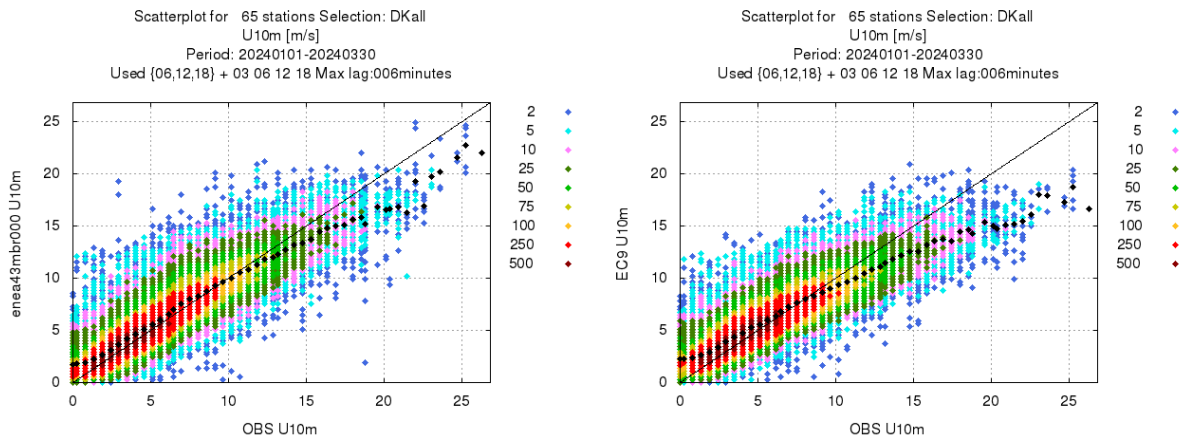 Scatterplot for 65 stations Selection: DKall
U10m [m/s]
Period: 20240101-20240330
Used {06,12,18} + 03 06 12 18 Max lag:006minutes
25
20
15
10
5
0
enea43mbr000 U10m
0 5 10 15 20 25
OBS U10m
2
5
10
25
50
75
100
250
500
Scatterplot for 65 stations Selection: DKall
U10m [m/s]
Period: 20240101-20240330
Used {06,12,18} + 03 06 12 18 Max lag:006minutes
25
20
15
10
5
0
EC9 U10m
0 5 10 15 20 25
OBS U10m
2
5
10
25
50
75
100
250
500